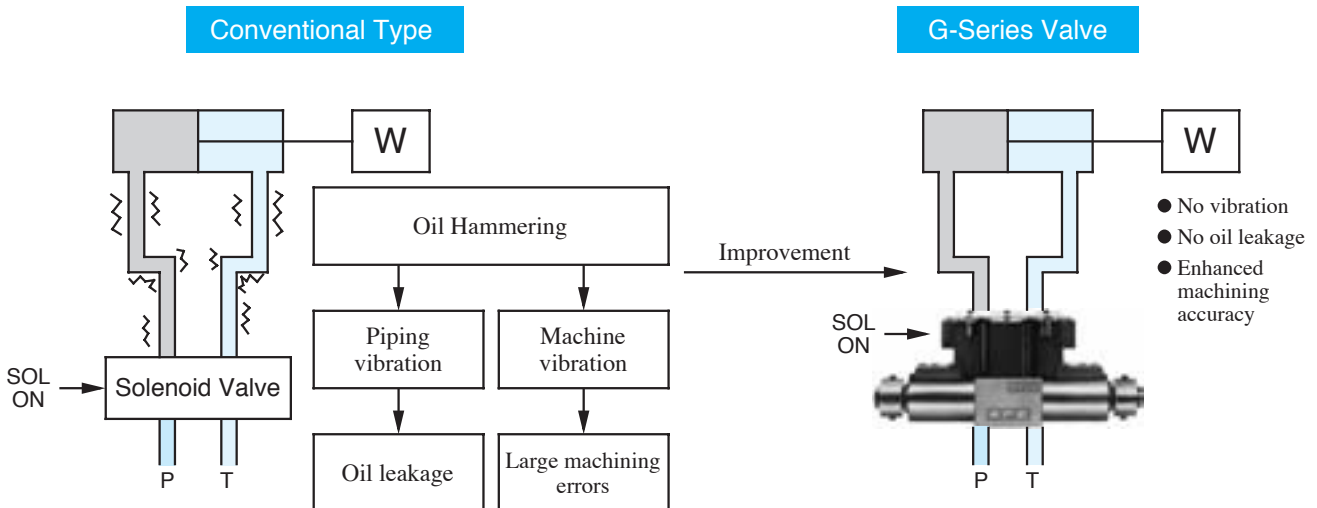 Conventional Type
G-Series Valve
W
Oil Hammering
Piping
vibration
Machine
vibration
Oil leakage
Large machining
errors
SOL
ON
Solenoid Valve
P
T
Improvement
W
● No vibration
● No oil leakage
● Enhanced
machining
accuracy
SOL
ON
P
T